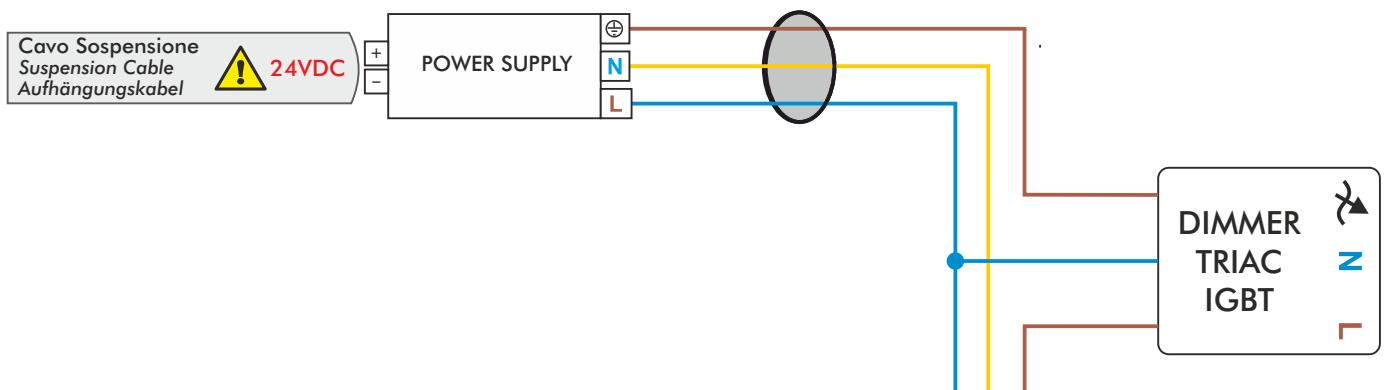 Cavo Sospensione
Suspension Cable
Aufhängungskabel
24VDC
+
−
POWER SUPPLY
N
L
DIMMER
TRIAC
IGBT
N
L